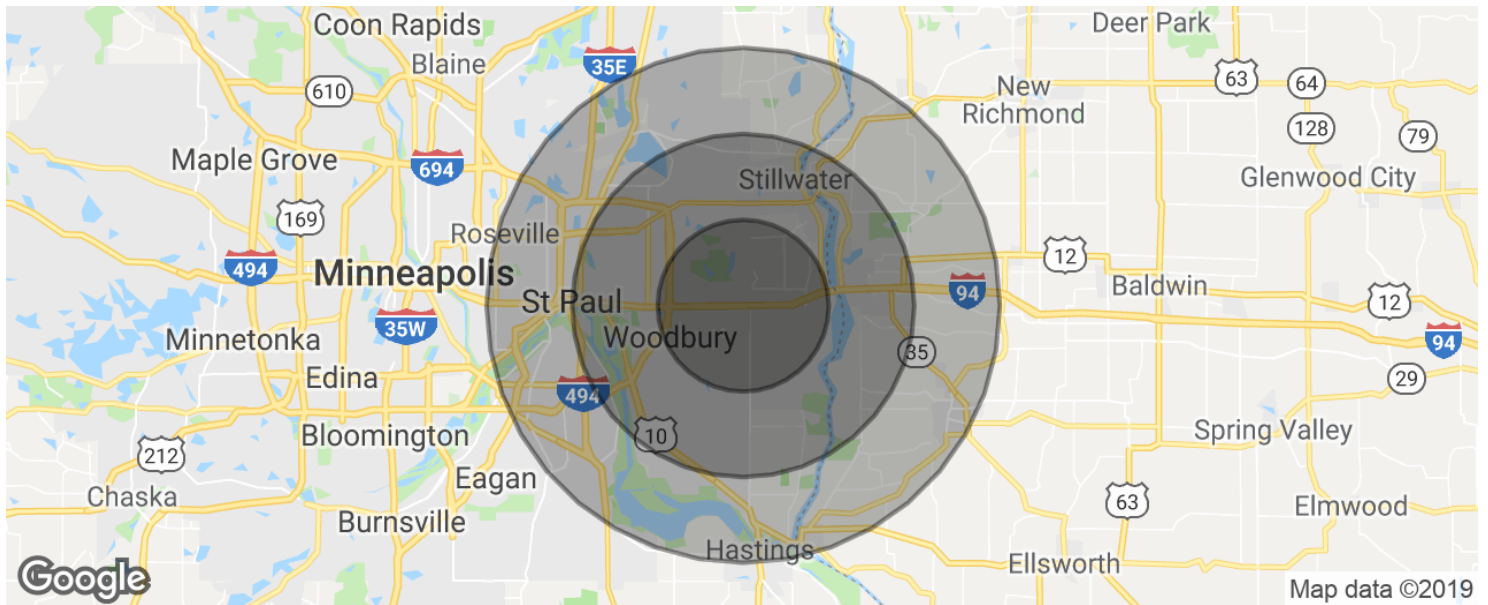 Coon Rapids
Deer Park
Blaine
35E
63
64
610
New
Richmond
128
79
Maple Grove
694
Stillwater
Glenwood City
169
Roseville
494
Minneapolis
12
Baldwin
94
12
St Paul
35W
Minnetonka
Woodbury
94
35
Edina
494
29
10
Bloomington
Spring Valley
212
Eagan
Chaska
63
Elmwood
Burnsville
Hastings
Ellsworth
Google
Map data ©2019